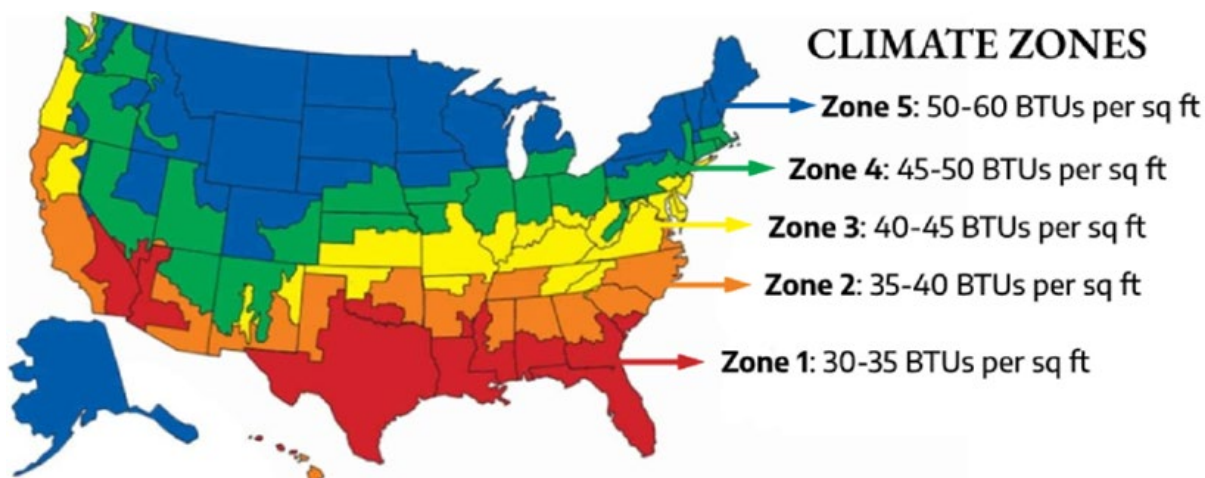 CLIMATE ZONES
Zone 5: 50-60 BTUs per sq ft
Zone 4: 45-50 BTUs per sq ft
Zone 3: 40-45 BTUs per sq ft
Zone 2: 35-40 BTUs per sq ft
Zone 1: 30-35 BTUs per sq ft